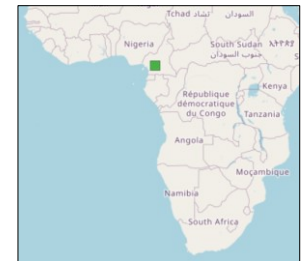 Tchad تشاد السودان
Nigeria
South Sudan
جنوب السودان
Kenya
République
démocratique
du Congo
Tanzania
Angola
Moçambique
Namibia
South Africa